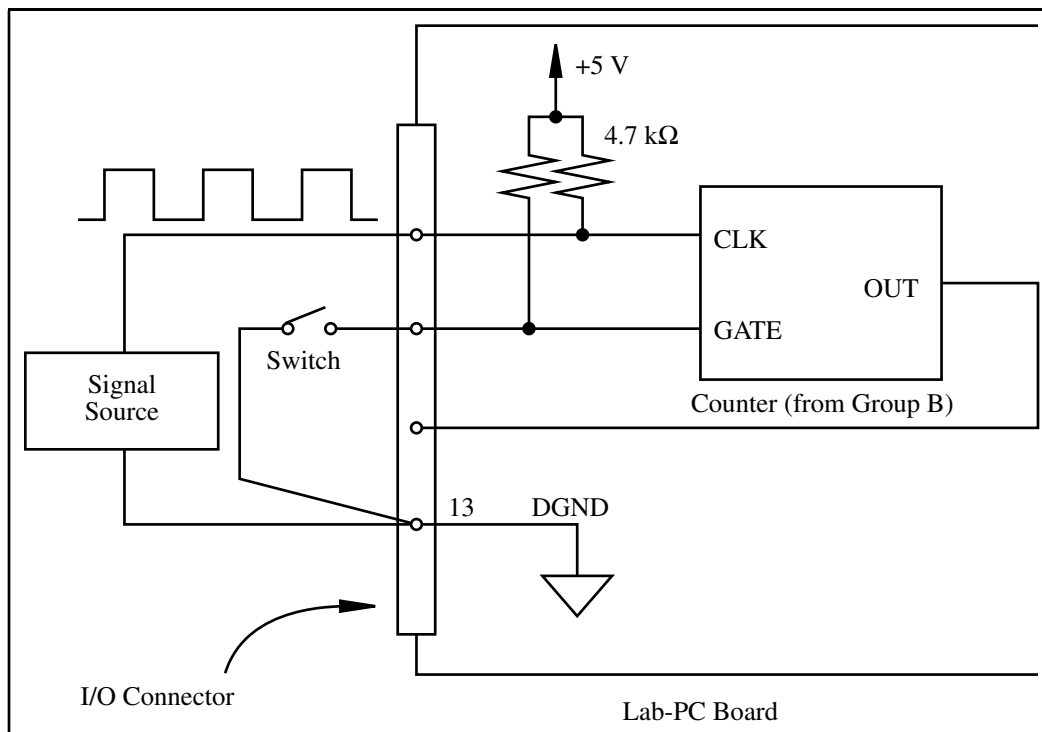 +5 V
4.7 kΩ
CLK
OUT
GATE
Switch
Signal
Source
Counter (from Group B)
13
DGND
I/O Connector
Lab-PC Board